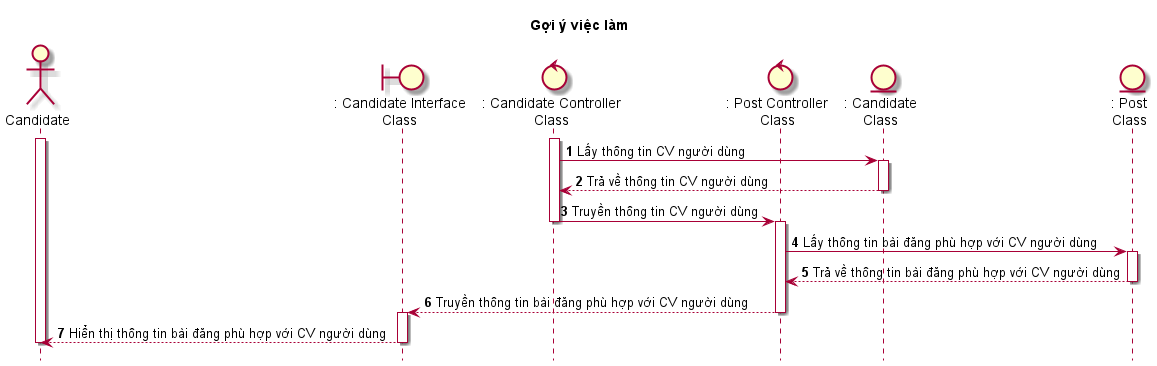 Gợi ý việc làm
Candidate
: Candidate Interface
Class
: Candidate Controller
Class
: Post Controller
Class
: Candidate
Class
: Post
Class
1 Lấy thông tin CV người dùng
2 Trả về thông tin CV người dùng
3 Truyền thông tin CV người dùng
4 Lấy thông tin bài đăng phù hợp với CV người dùng
5 Trả về thông tin bài đăng phù hợp với CV người dùng
6 Truyền thông tin bài đăng phù hợp với CV người dùng
7 Hiển thị thông tin bài đăng phù hợp với CV người dùng